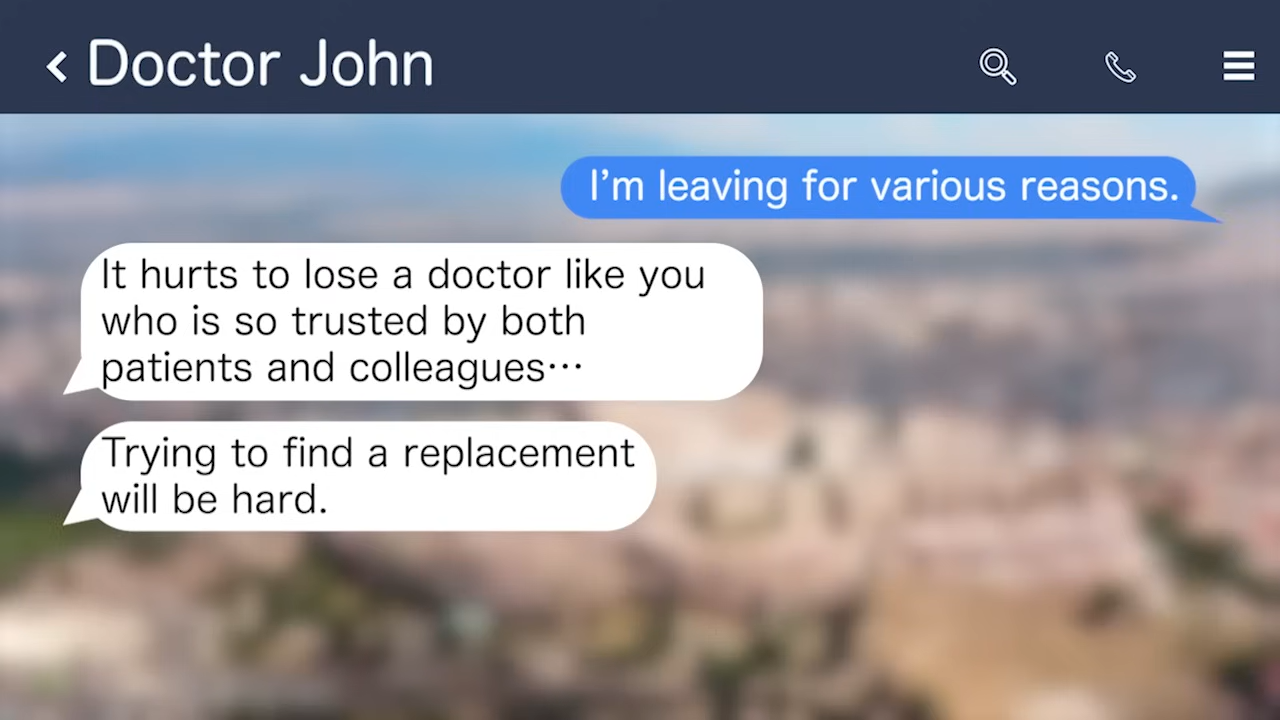 Doctor John
I’m leaving for various reasons.
It hurts to lose a doctor like you
who is so trusted by both
patients and colleagues⋯
Trying to find a replacement
will be hard.